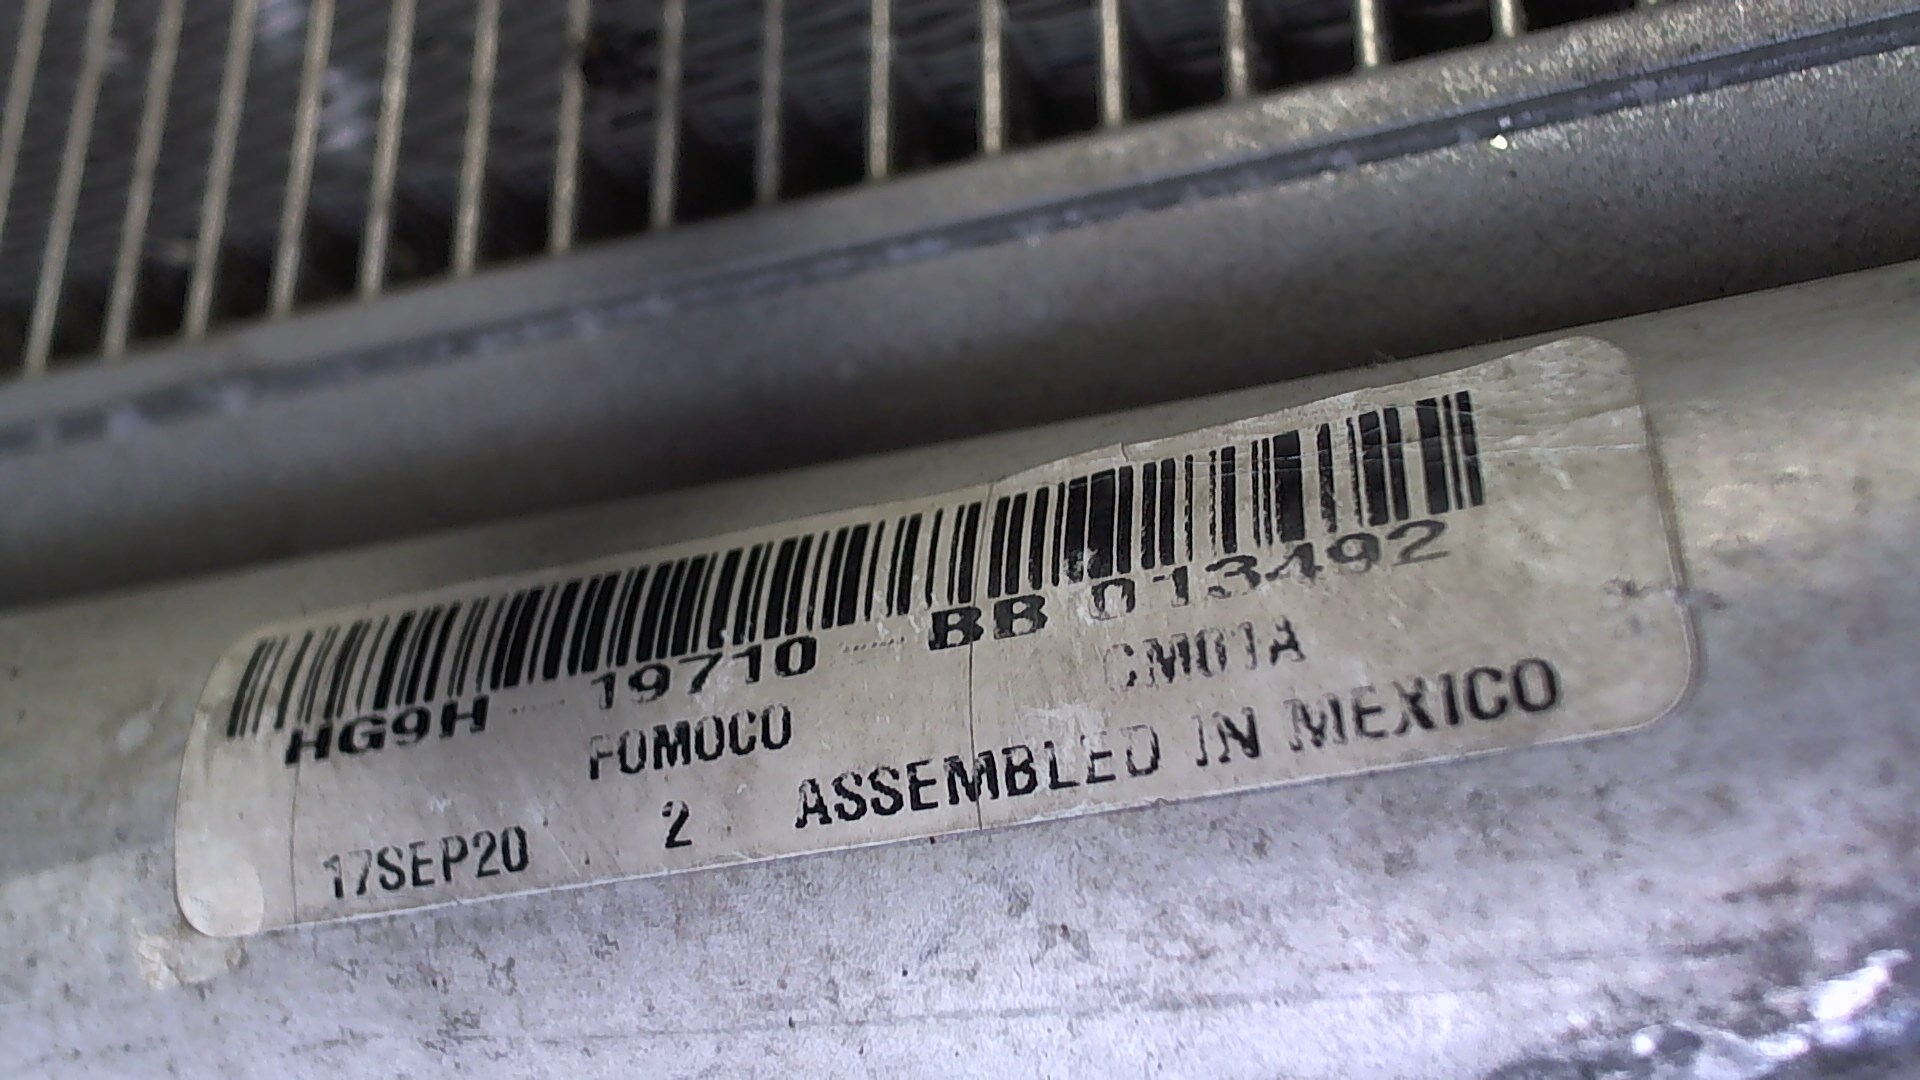 HG9H 19710 BB 013492
FOMOCO CM01A
17SEP20 2 ASSEMBLED IN MEXICO